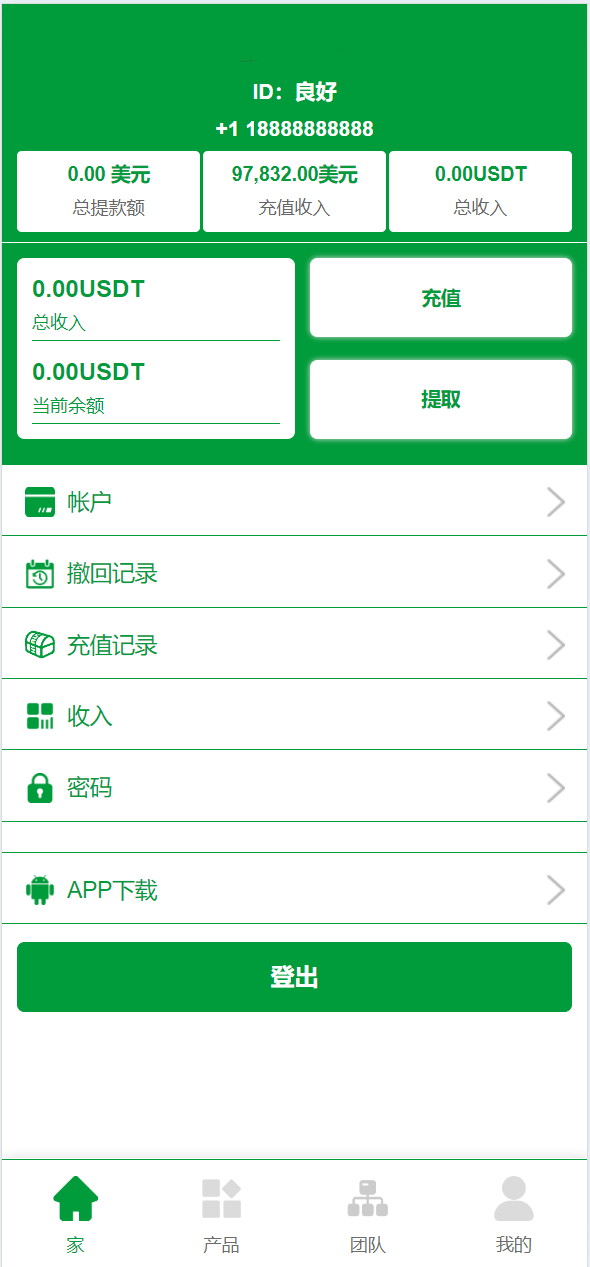 ID：良好
+1 18888888888
0.00 美元 97,832.00美元 0.00USDT
总提款额 充值收入 总收入
0.00USDT
总收入
0.00USDT
当前余额
充值
提取
帐户
撤回记录
充值记录
收入
密码
APP下载
登出
家 产品 团队 我的